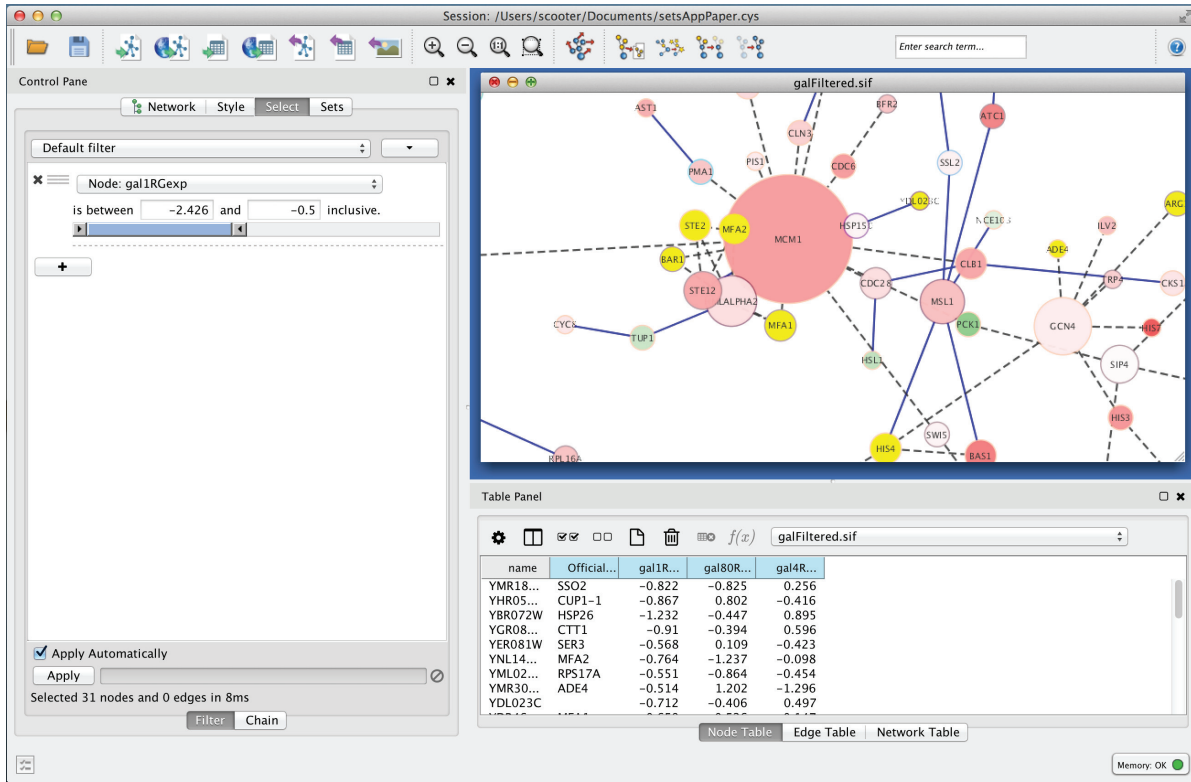 Session: /Users/scooter/Documents/setsAppPaper.cys
Enter search term...
Control Pane
Network Style Select Sets
Default filter
Node: gal1RGexp
is between -2.426 and -0.5 inclusive.
+
Apply Automatically
Apply
Selected 31 nodes and 0 edges in 8ms
Filter Chain
galFiltered.sif
AST1
BFR2
ATC1
CLN3
PIS1
CDC6
SSL2
PMA1
ARG
STE2
MFA2
MCM1
ILV2
ADE4
BAR1
CLB1
CDC28
CKS1
STE12
MSL1
MFA1
PCK1
GCN4
TUP1
HSL1
SIP4
HIS3
SWI5
HIS4
BAS1
RPL16A
Table Panel
f(x) galFiltered.sif
name Official... gal1R... gal80R... gal4R...
YMR18... SSO2 -0.822 -0.825 0.256
YHR05... CUP1-1 -0.867 0.802 -0.416
YBR072W HSP26 -1.232 -0.447 0.895
YGR08... CTT1 -0.91 -0.394 0.596
YER081W SER3 -0.568 0.109 -0.423
YNL14... MFA2 -0.764 -1.237 -0.098
YML02... RPS17A -0.551 -0.864 -0.454
YMR30... ADE4 -0.514 1.202 -1.296
YDL023C -0.712 -0.406 0.497
Node Table Edge Table Network Table
Memory: OK